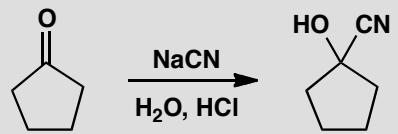 O
NaCN
H₂O, HCl
HO CN